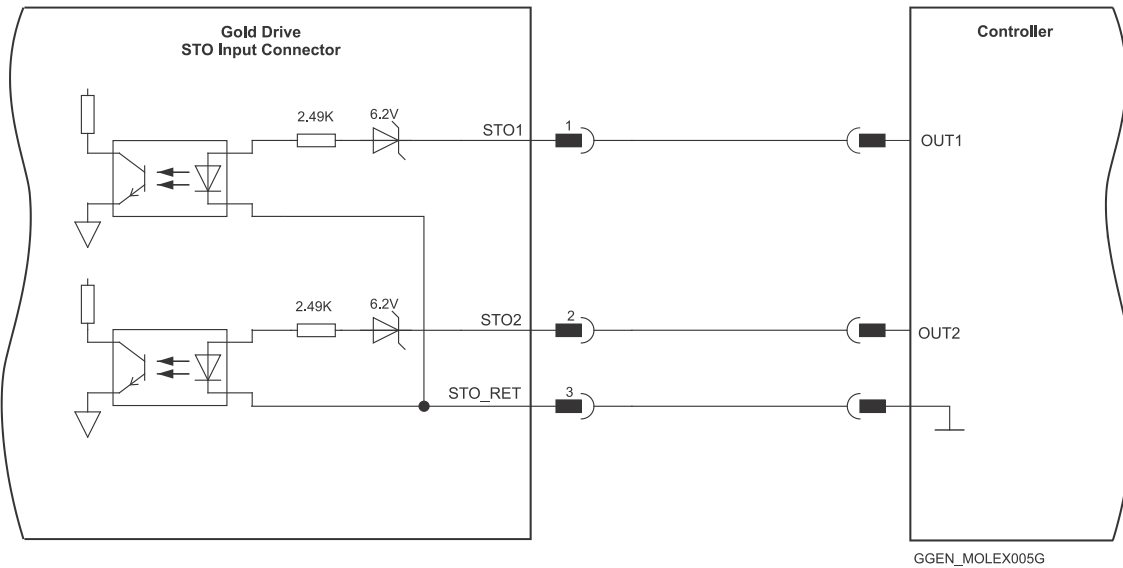 Gold Drive
STO Input Connector
Controller
2.49K
6.2V
STO1
1
OUT1
2.49K
6.2V
STO2
2
OUT2
STO_RET
3
GGEN_MOLEX005G